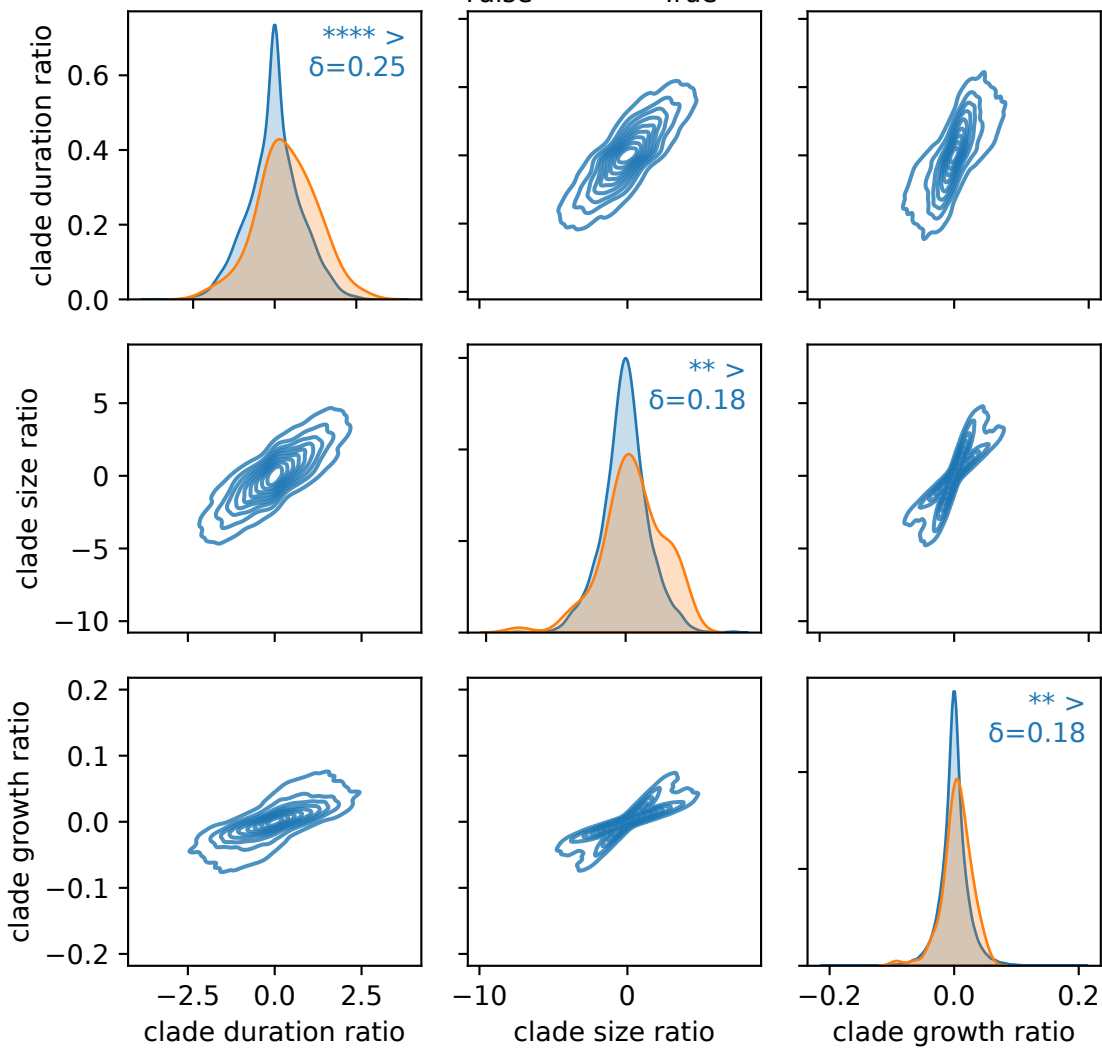 clade duration ratio
0.6
0.4
0.2
0.0
**** >
δ=0.25
clade size ratio
5
0
−5
−10
** >
δ=0.18
clade growth ratio
0.2
0.1
0.0
−0.1
−0.2
** >
δ=0.18
−2.5 0.0 2.5
−10 0
−0.2 0.0 0.2
clade duration ratio
clade size ratio
clade growth ratio